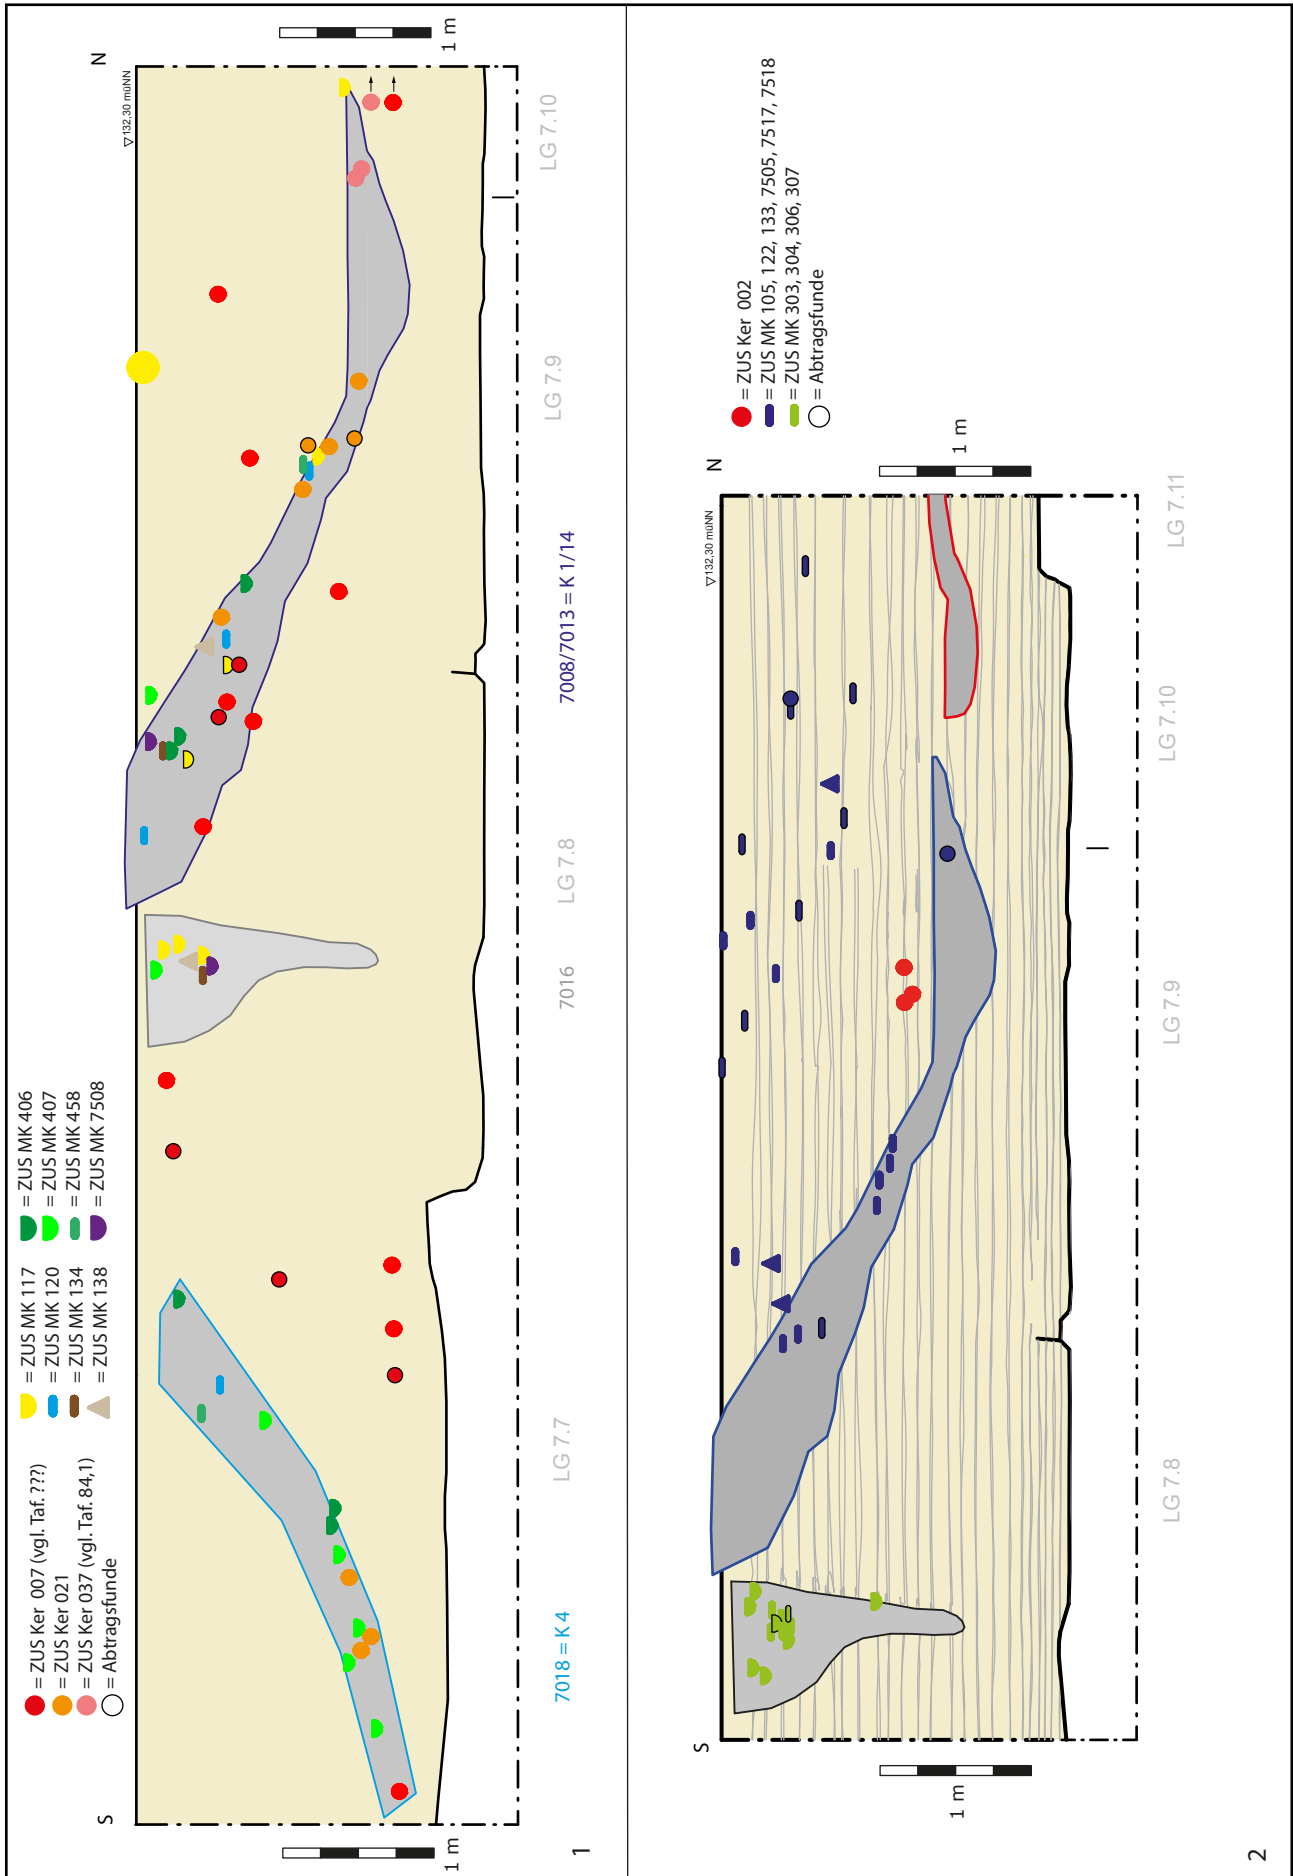 = ZUS Ker 007 (vgl. Taf. ???)
= ZUS Ker 021
= ZUS Ker 037 (vgl. Taf. 84,1)
= Abtragsfunde
= ZUS MK 117
= ZUS MK 120
= ZUS MK 134
= ZUS MK 138
= ZUS MK 406
= ZUS MK 407
= ZUS MK 458
= ZUS MK 7508
S
N
▽132,30 müNN
1 m
1 m
7018 = K 4
LG 7.7
7016
LG 7.8
7008/7013 = K 1/14
LG 7.9
LG 7.10
1
= ZUS Ker 002
= ZUS MK 105, 122, 133, 7505, 7517, 7518
= ZUS MK 303, 304, 306, 307
= Abtragsfunde
S
N
▽132,30 müNN
1 m
1 m
LG 7.8
LG 7.9
LG 7.10
LG 7.11
2